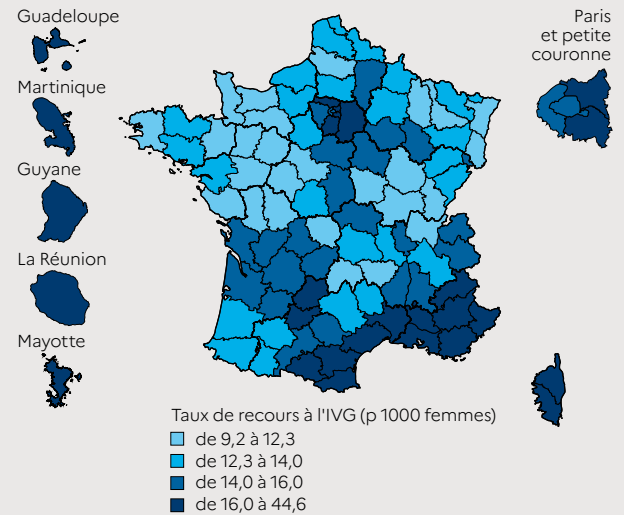 Guadeloupe
Martinique
Guyane
La Réunion
Mayotte
Paris
et petite
couronne
Taux de recours à l'IVG (p 1000 femmes)
de 9,2 à 12,3
de 12,3 à 14,0
de 14,0 à 16,0
de 16,0 à 44,6